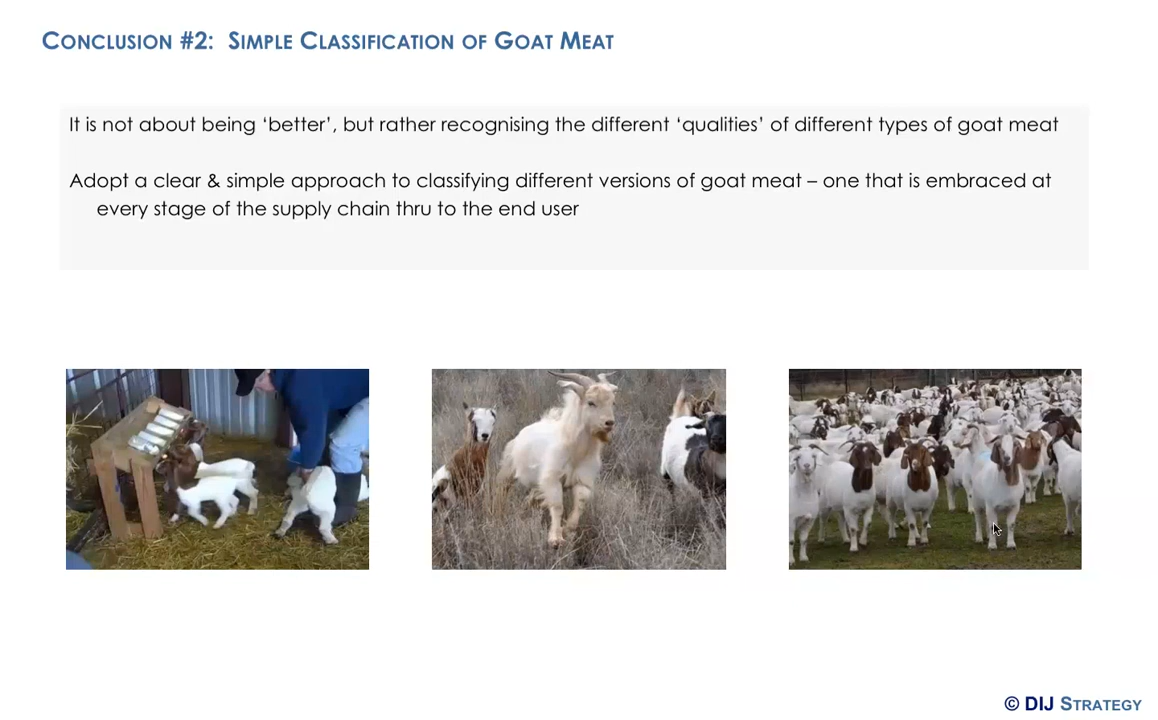 CONCLUSION #2: SIMPLE CLASSIFICATION OF GOAT MEAT
It is not about being ‘better’, but rather recognising the different ‘qualities’ of different types of goat meat
Adopt a clear & simple approach to classifying different versions of goat meat – one that is embraced at
every stage of the supply chain thru to the end user
© DIJ STRATEGY